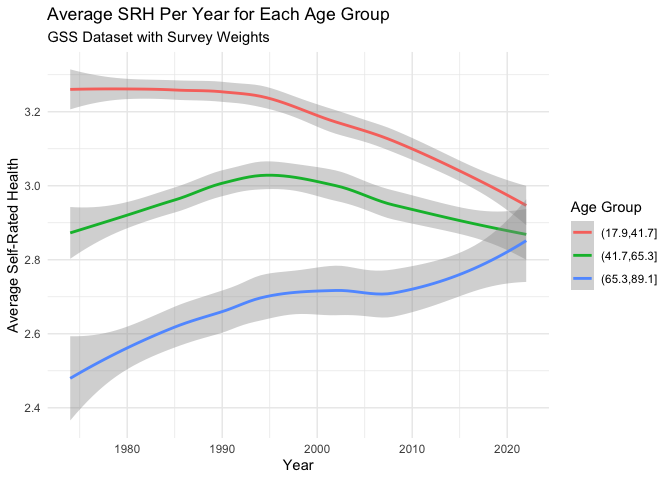 Average SRH Per Year for Each Age Group
GSS Dataset with Survey Weights
Average Self-Rated Health
3.2
3.0
2.8
2.6
2.4
1980
1990
2000
2010
2020
Year
Age Group
(17.9,41.7]
(41.7,65.3]
(65.3,89.1]